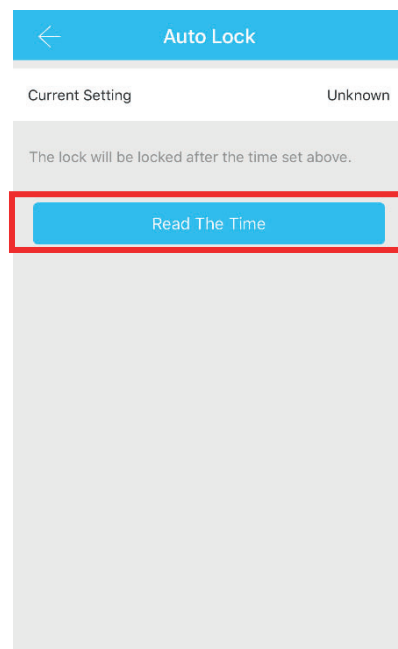 Auto Lock
Current Setting Unknown
The lock will be locked after the time set above.
Read The Time